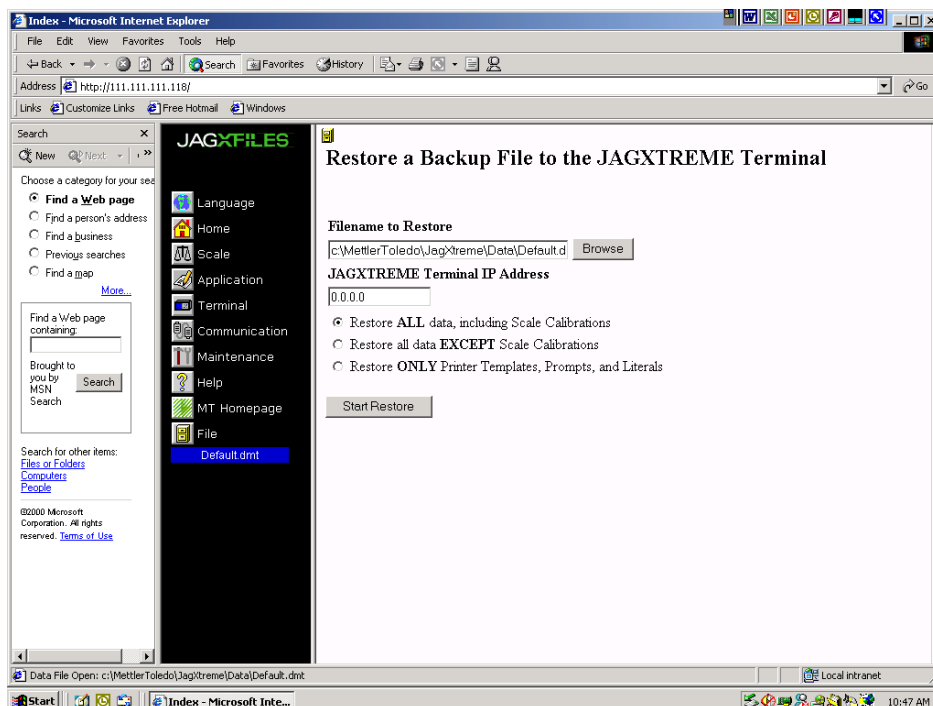 Index - Microsoft Internet Explorer
File Edit View Favorites Tools Help
Back Search Favorites History
Address http://111.111.111.118/ Go
Links Customize Links Free Hotmail Windows
Search
New Next
Choose a category for your sea
Find a Web page
Find a person's address
Find a business
Previous searches
Find a map
More...
Find a Web page
containing:
Brought to
you by
MSN
Search
Search
Search for other items:
Files or Folders
Computers
People
©2000 Microsoft
Corporation. All rights
reserved. Terms of Use
JAGXFILES
Language
Home
Scale
Application
Terminal
Communication
Maintenance
Help
MT Homepage
File
Default.dmt
Restore a Backup File to the JAGXTREME Terminal
Filename to Restore
c:\MettlerToledo\JagXtreme\Data\Default.d Browse
JAGXTREME Terminal IP Address
0.0.0.0
Restore ALL data, including Scale Calibrations
Restore all data EXCEPT Scale Calibrations
Restore ONLY Printer Templates, Prompts, and Literals
Start Restore
Data File Open: c:\MettlerToledo\JagXtreme\Data\Default.dmt Local intranet
Start Index - Microsoft Inte... 10:47 AM